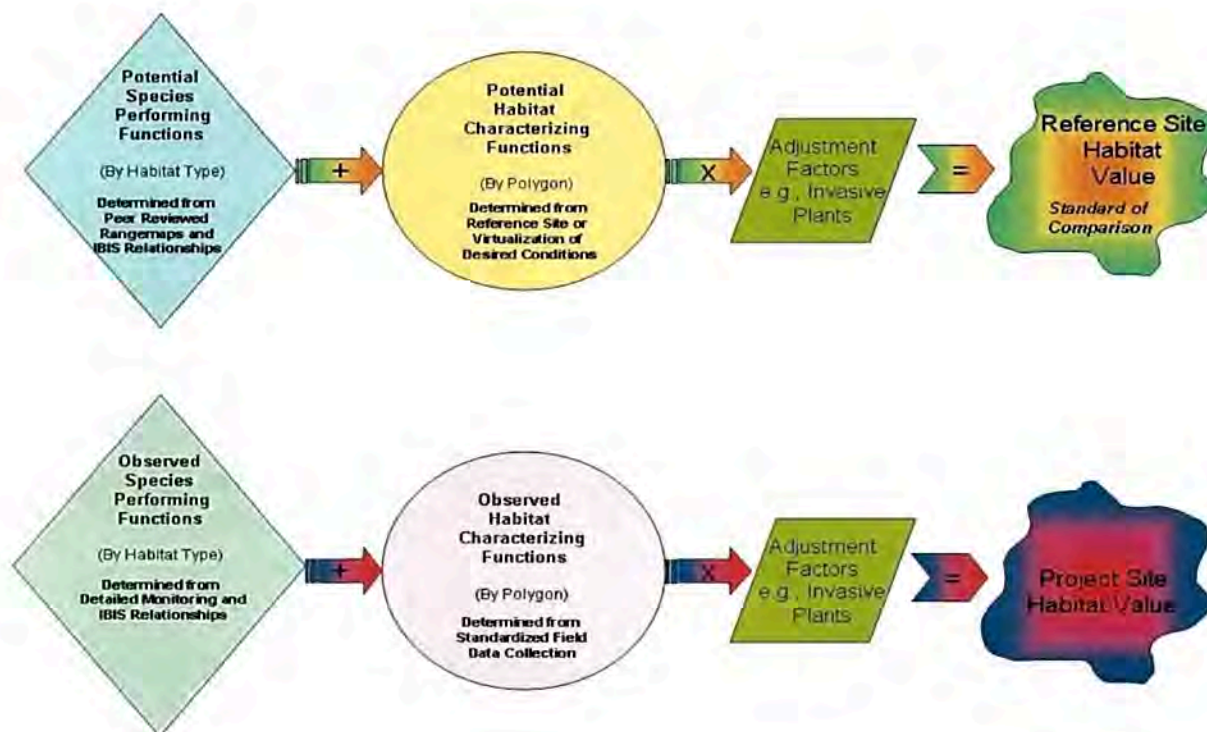 Potential
Species
Performing
Functions
(By Habitat Type)
Determined from
Peer Reviewed
Rangemaps and
IBIS Relationships
+
Potential
Habitat
Characterizing
Functions
(By Polygon)
Determined from
Reference Site or
Virtualization of
Desired Conditions
x
Adjustment
Factors
e.g., Invasive
Plants
=
Reference Site
Habitat
Value
Standard of
Comparison
Observed
Species
Performing
Functions
(By Habitat Type)
Determined from
Detailed Monitoring and
IBIS Relationships
+
Observed
Habitat
Characterizing
Functions
(By Polygon)
Determined from
Standardized Field
Data Collection
x
Adjustment
Factors
e.g., Invasive
Plants
=
Project Site
Habitat Value